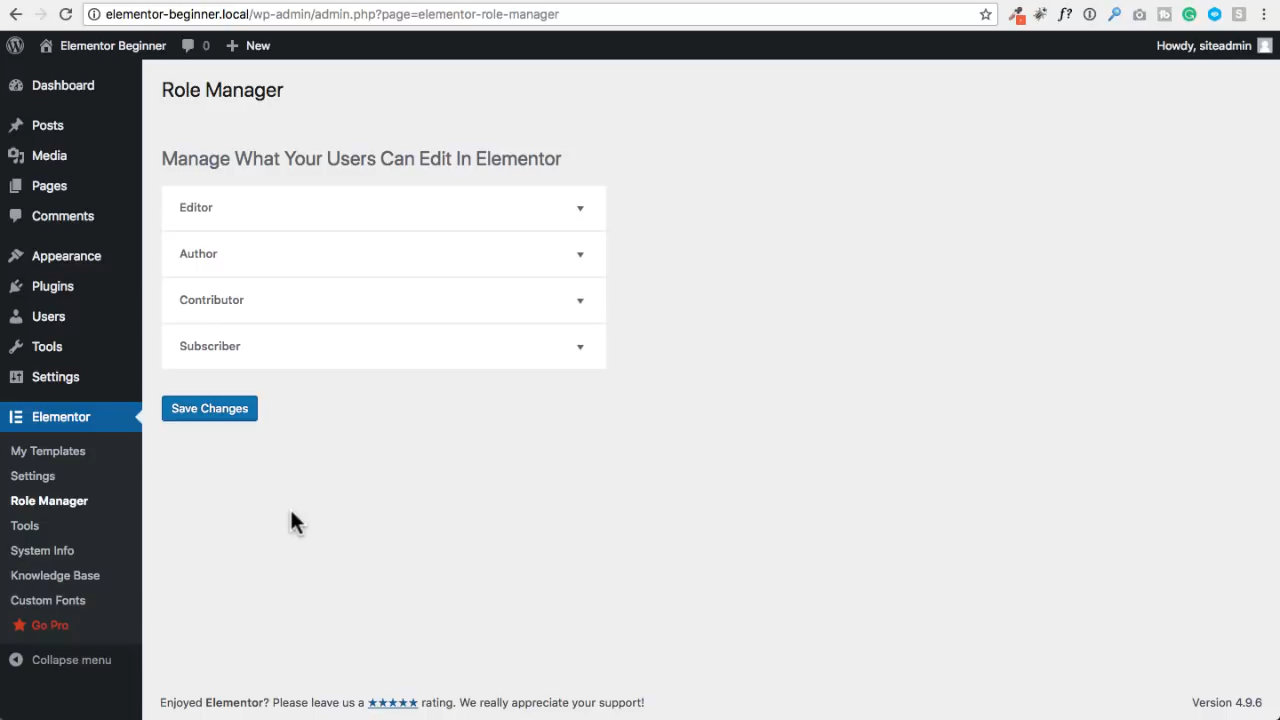 elementor-beginner.local/wp-admin/admin.php?page=elementor-role-manager
Elementor Beginner 0 New Howdy, siteadmin
Dashboard
Posts
Media
Pages
Comments
Appearance
Plugins
Users
Tools
Settings
Elementor
My Templates
Settings
Role Manager
Tools
System Info
Knowledge Base
Custom Fonts
Go Pro
Collapse menu
Role Manager
Manage What Your Users Can Edit In Elementor
Editor
Author
Contributor
Subscriber
Save Changes
Enjoyed Elementor? Please leave us a ★★★★★ rating. We really appreciate your support! Version 4.9.6